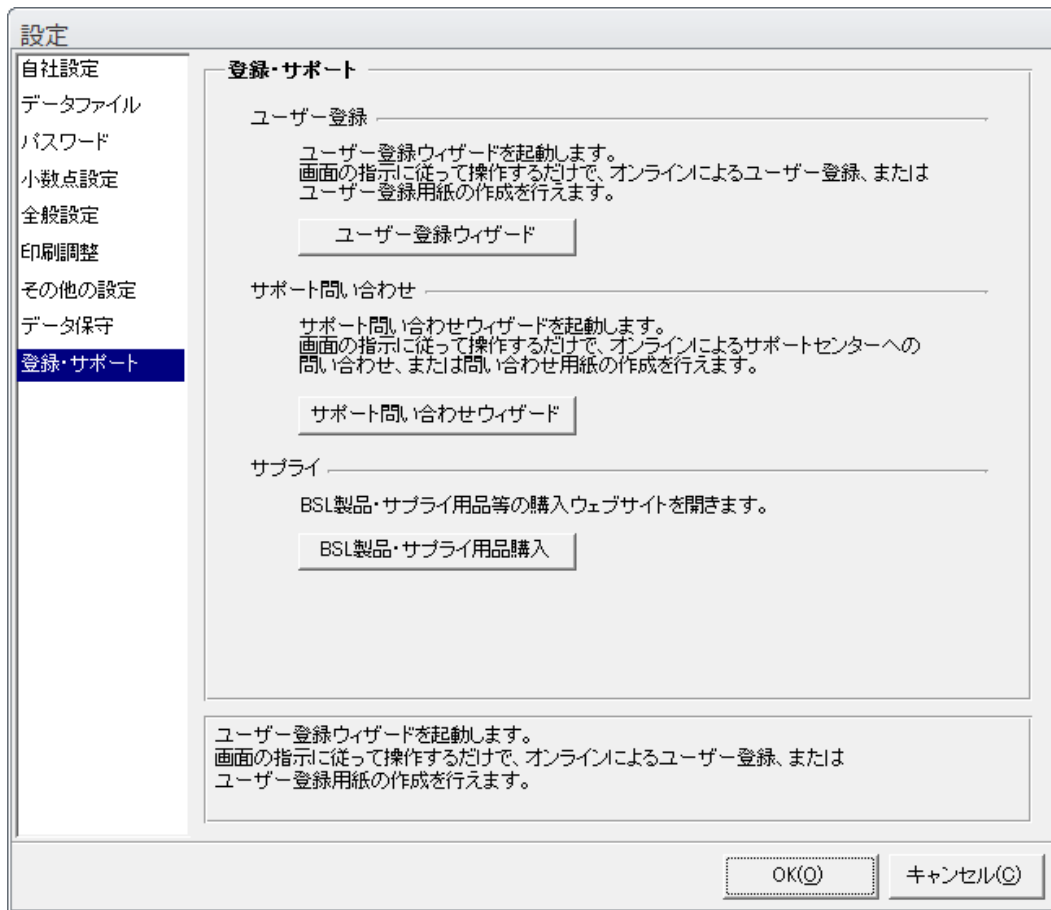 設定
自社設定
データファイル
パスワード
小数点設定
全般設定
印刷調整
その他の設定
データ保守
登録・サポート
登録・サポート
ユーザー登録
ユーザー登録ウィザードを起動します。
画面の指示に従って操作するだけで、オンラインによるユーザー登録、または
ユーザー登録用紙の作成を行えます。
ユーザー登録ウィザード
サポート問い合わせ
サポート問い合わせウィザードを起動します。
画面の指示に従って操作するだけで、オンラインによるサポートセンターへの
問い合わせ、または問い合わせ用紙の作成を行えます。
サポート問い合わせウィザード
サプライ
BSL製品・サプライ用品等の購入ウェブサイトを開きます。
BSL製品・サプライ用品購入
ユーザー登録ウィザードを起動します。
画面の指示に従って操作するだけで、オンラインによるユーザー登録、または
ユーザー登録用紙の作成を行えます。
OK(O)
キャンセル(C)